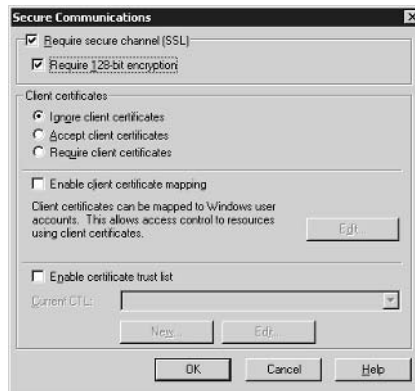 Secure Communications
Require secure channel (SSL)
Require 128-bit encryption
Client certificates
Ignore client certificates
Accept client certificates
Require client certificates
Enable client certificate mapping
Client certificates can be mapped to Windows user
accounts. This allows access control to resources
using client certificates.
Edit...
Enable certificate trust list
Current CTL:
New... Edit...
OK Cancel Help